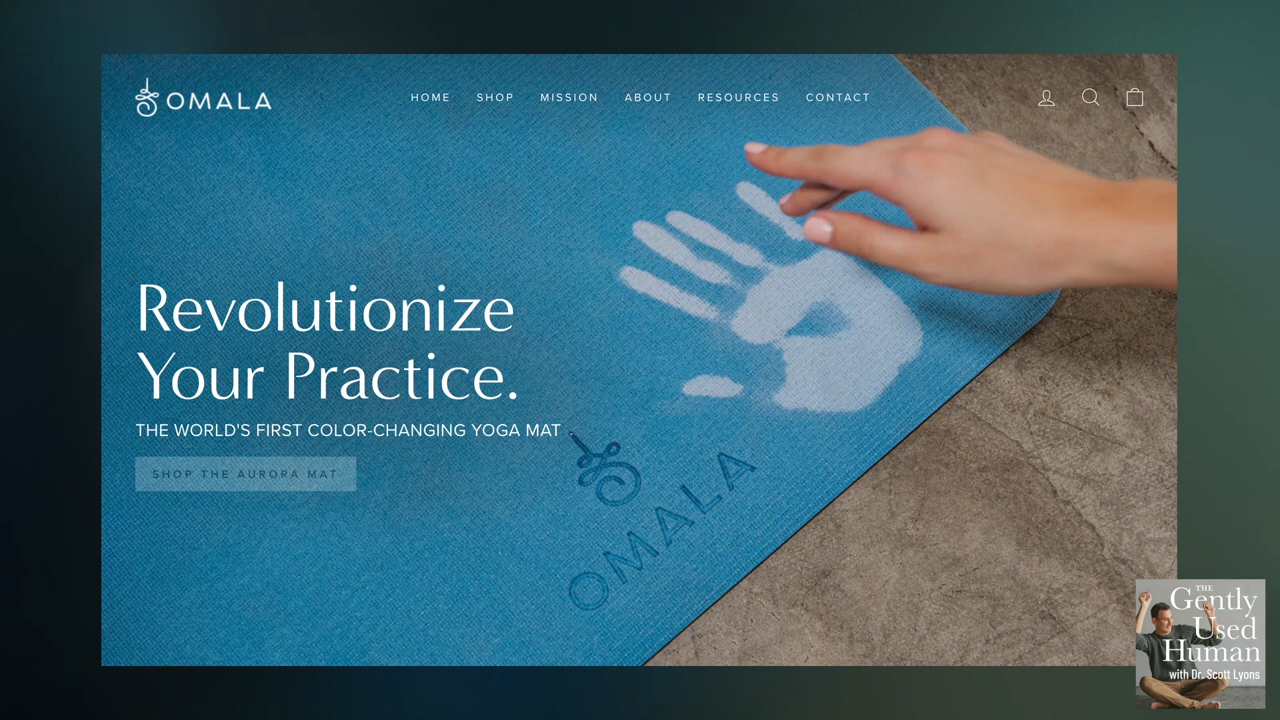 OMALA
HOME SHOP MISSION ABOUT RESOURCES CONTACT
Revolutionize
Your Practice.
THE WORLD'S FIRST COLOR-CHANGING YOGA MAT
SHOP THE AURORA MAT
OMALA
THE
Gently
Used
Human
with Dr. Scott Lyons